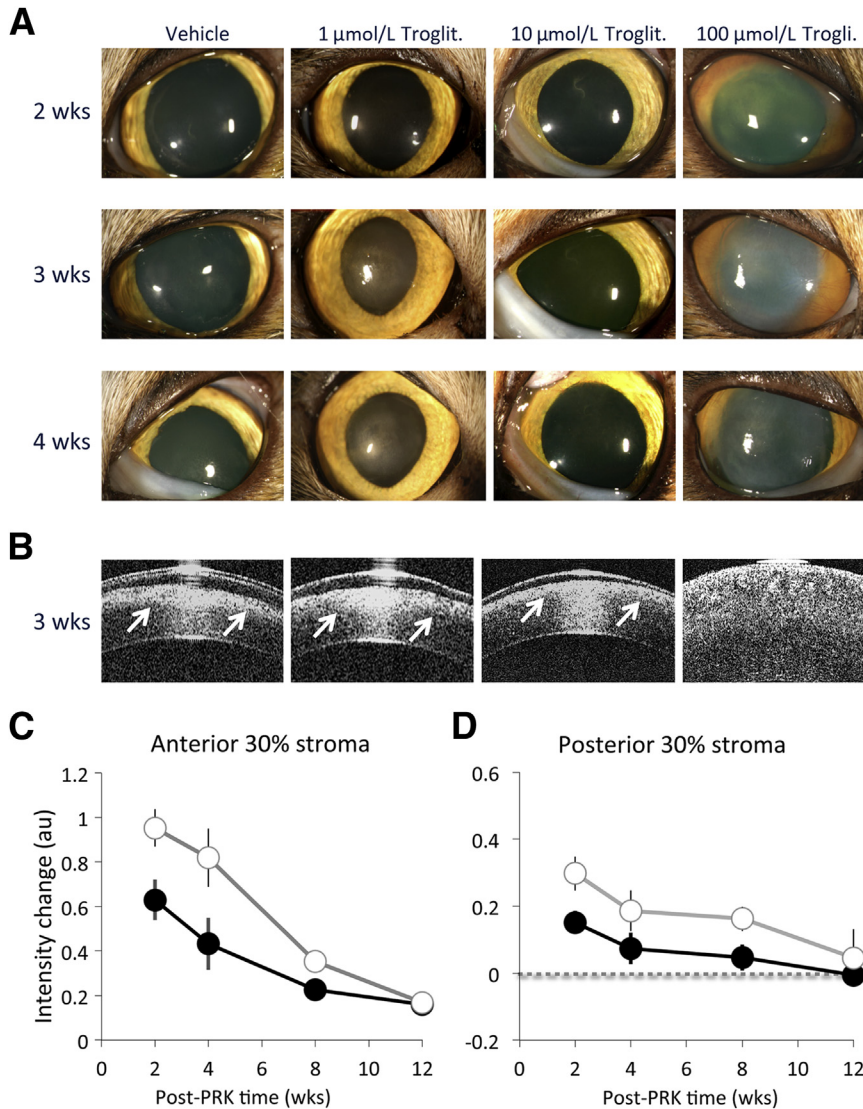 A
Vehicle
1 µmol/L Troglit.
10 µmol/L Troglit.
100 µmol/L Trogli.
2 wks
3 wks
4 wks
B
3 wks
C
Anterior 30% stroma
Intensity change (au)
1.2
1
0.8
0.6
0.4
0.2
0
0 2 4 6 8 10 12
Post-PRK time (wks)
D
Posterior 30% stroma
0.6
0.4
0.2
0
-0.2
0 2 4 6 8 10 12
Post-PRK time (wks)